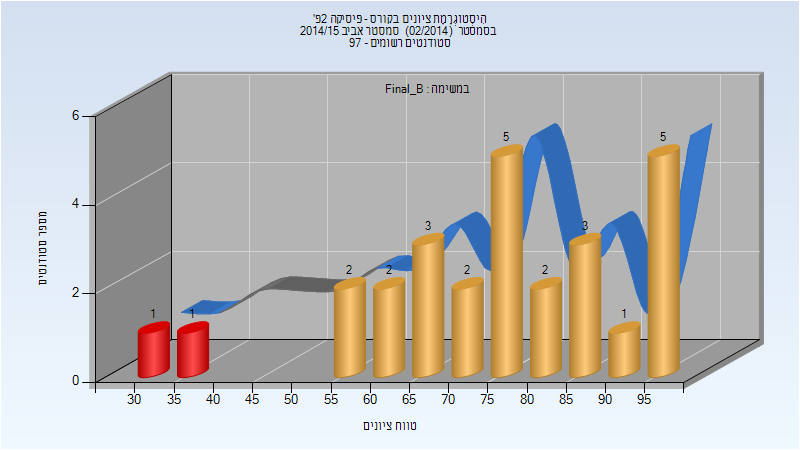 היסטוגרמת ציונים בקורס - פיסיקה 2פ'
בסמסטר (02/2014) סמסטר אביב 2014/15
סטודנטים רשומים - 97
במשימה : Final_B
מספר סטודנטים
6
4
2
0
1
1
2
2
3
2
5
2
3
1
5
30 35 40 45 50 55 60 65 70 75 80 85 90 95
טווח ציונים